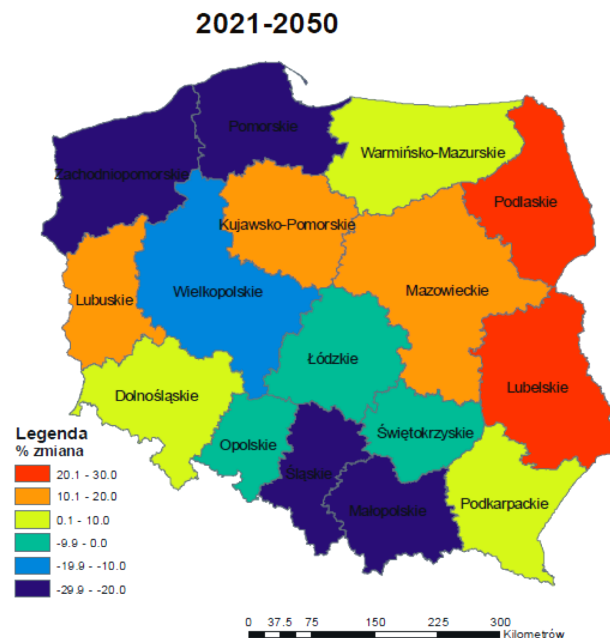 2021-2050
Pomorskie
Warmińsko-Mazurskie
Zachodniopomorskie
Podlaskie
Kujawsko-Pomorskie
Lubuskie
Wielkopolskie
Mazowieckie
Łódzkie
Lubelskie
Dolnośląskie
Świętokrzyskie
Opolskie
Śląskie
Podkarpackie
Małopolskie
Legenda
% zmiana
20.1 - 30.0
10.1 - 20.0
0.1 - 10.0
-9.9 - 0.0
-19.9 - -10.0
-29.9 - -20.0
0 37.5 75 150 225 300
Kilometrów